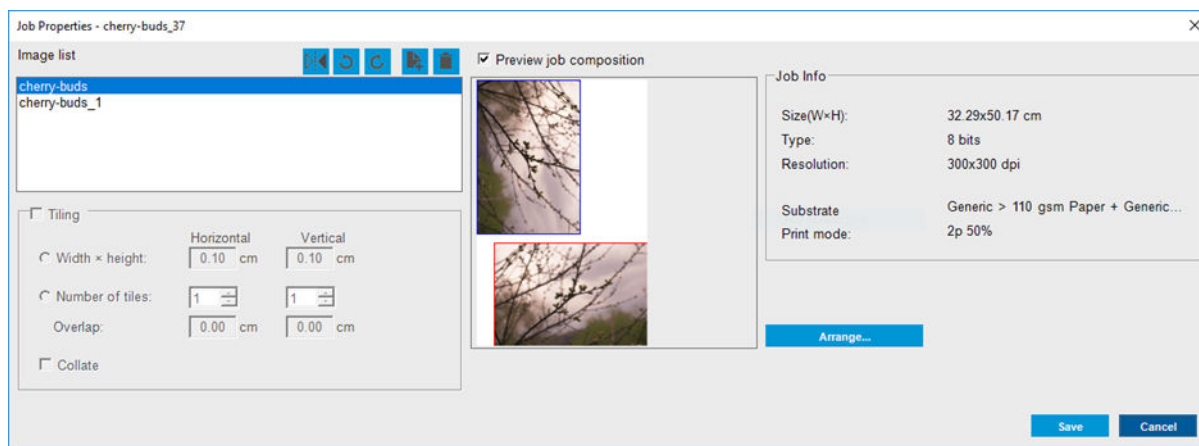 Job Properties - cherry-buds_37
Image list
cherry-buds
cherry-buds_1
Tiling
Horizontal Vertical
Width × height: 0.10 cm 0.10 cm
Number of tiles: 1 1
Overlap: 0.00 cm 0.00 cm
Collate
Preview job composition
Job Info
Size(W×H): 32.29x50.17 cm
Type: 8 bits
Resolution: 300x300 dpi
Substrate Generic > 110 gsm Paper + Generic...
Print mode: 2p 50%
Arrange...
Save Cancel